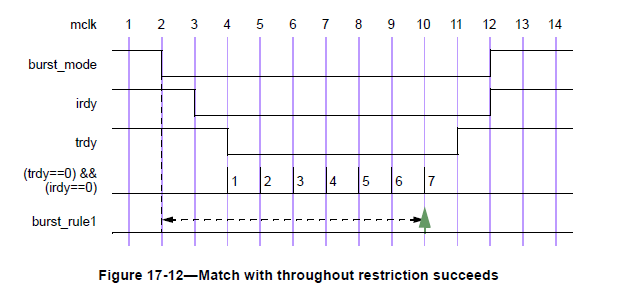 mclk 1 2 3 4 5 6 7 8 9 10 11 12 13 14
burst_mode
irdy
trdy
(trdy==0) &&
(irdy==0) 1 2 3 4 5 6 7
burst_rule1
Figure 17-12—Match with throughout restriction succeeds